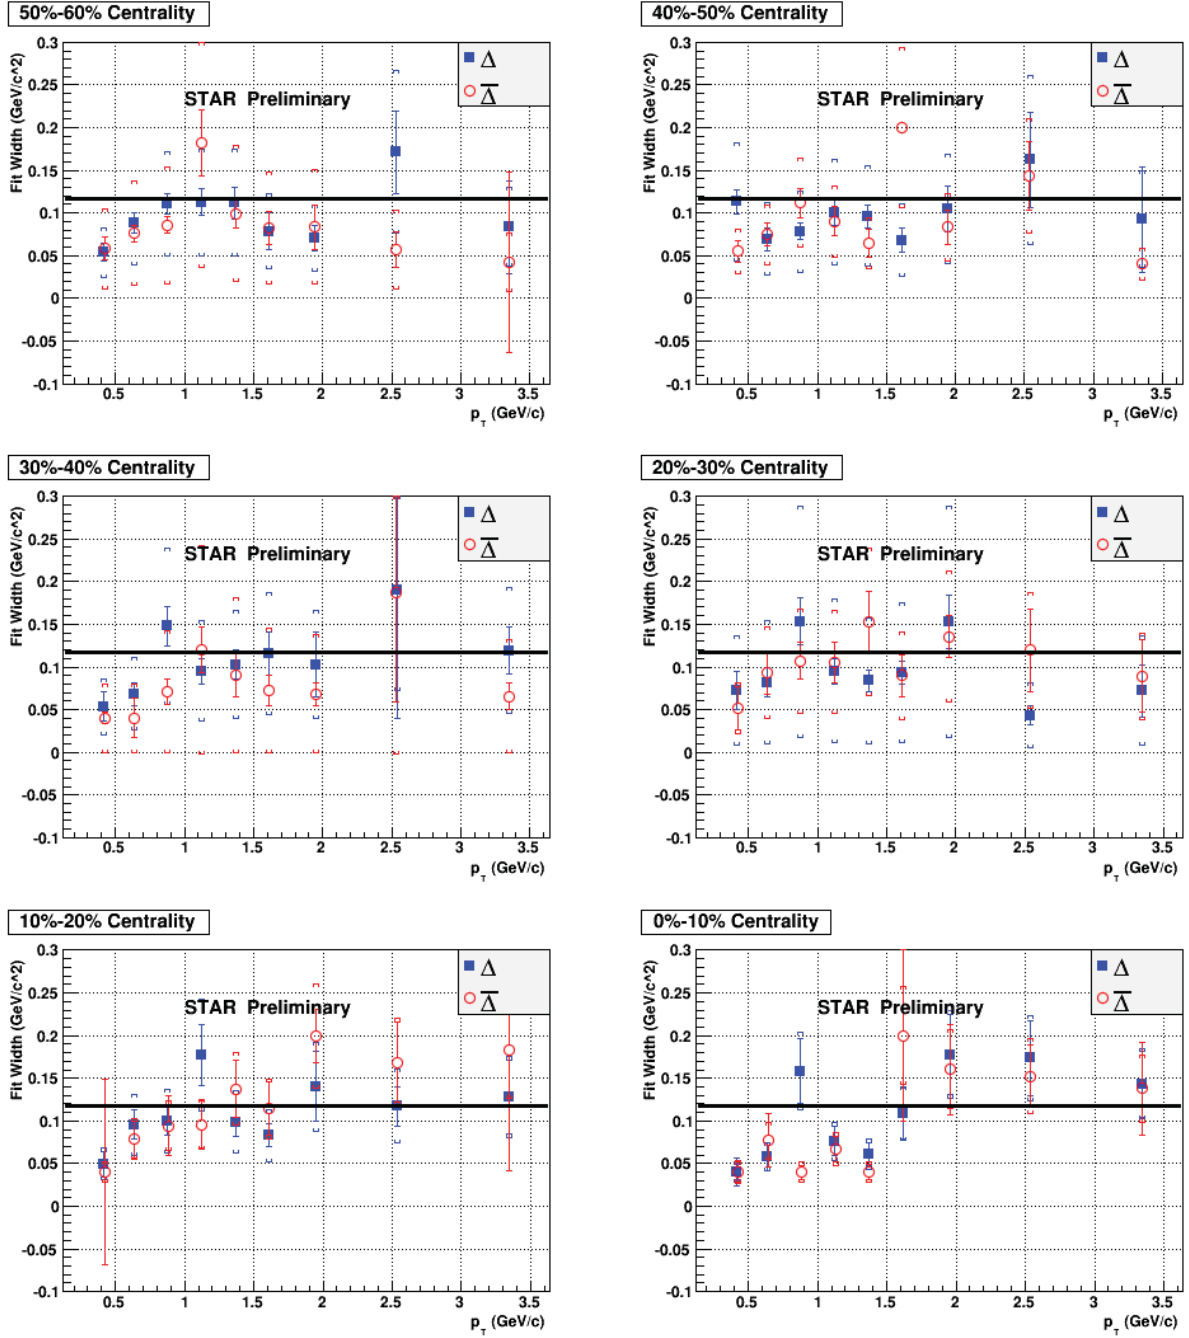 50%-60% Centrality
Fit Width (GeV/c^2)
0.3
0.25
0.2
0.15
0.1
0.05
0
-0.05
-0.1
STAR Preliminary
Δ
Δ̅
0.5 1 1.5 2 2.5 3 3.5
p_T (GeV/c)
40%-50% Centrality
Fit Width (GeV/c^2)
0.3
0.25
0.2
0.15
0.1
0.05
0
-0.05
-0.1
STAR Preliminary
Δ
Δ̅
0.5 1 1.5 2 2.5 3 3.5
p_T (GeV/c)
30%-40% Centrality
Fit Width (GeV/c^2)
0.3
0.25
0.2
0.15
0.1
0.05
0
-0.05
-0.1
STAR Preliminary
Δ
Δ̅
0.5 1 1.5 2 2.5 3 3.5
p_T (GeV/c)
20%-30% Centrality
Fit Width (GeV/c^2)
0.3
0.25
0.2
0.15
0.1
0.05
0
-0.05
-0.1
STAR Preliminary
Δ
Δ̅
0.5 1 1.5 2 2.5 3 3.5
p_T (GeV/c)
10%-20% Centrality
Fit Width (GeV/c^2)
0.3
0.25
0.2
0.15
0.1
0.05
0
-0.05
-0.1
STAR Preliminary
Δ
Δ̅
0.5 1 1.5 2 2.5 3 3.5
p_T (GeV/c)
0%-10% Centrality
Fit Width (GeV/c^2)
0.3
0.25
0.2
0.15
0.1
0.05
0
-0.05
-0.1
STAR Preliminary
Δ
Δ̅
0.5 1 1.5 2 2.5 3 3.5
p_T (GeV/c)